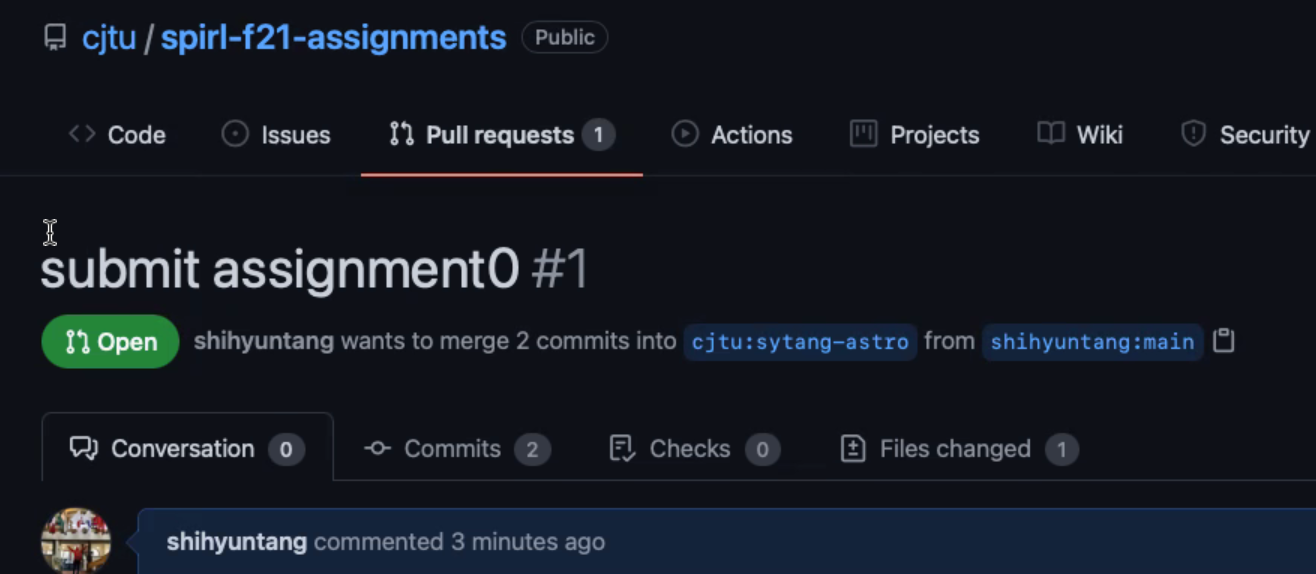 cjtu / spirl-f21-assignments Public
Code Issues Pull requests 1 Actions Projects Wiki Security
submit assignment0 #1
Open shihyuntang wants to merge 2 commits into cjtu:sytang-astro from shihyuntang:main
Conversation 0 Commits 2 Checks 0 Files changed 1
shihyuntang commented 3 minutes ago